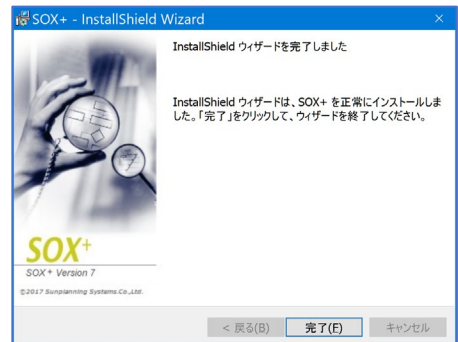 SOX+ - InstallShield Wizard
InstallShield ウィザードを完了しました
InstallShield ウィザードは、SOX+ を正常にインストールしま
した。「完了」をクリックして、ウィザードを終了してください。
SOX+
SOX+ Version 7
©2017 Sunplanning Systems.Co.,Ltd.
< 戻る(B)
完了(F)
キャンセル